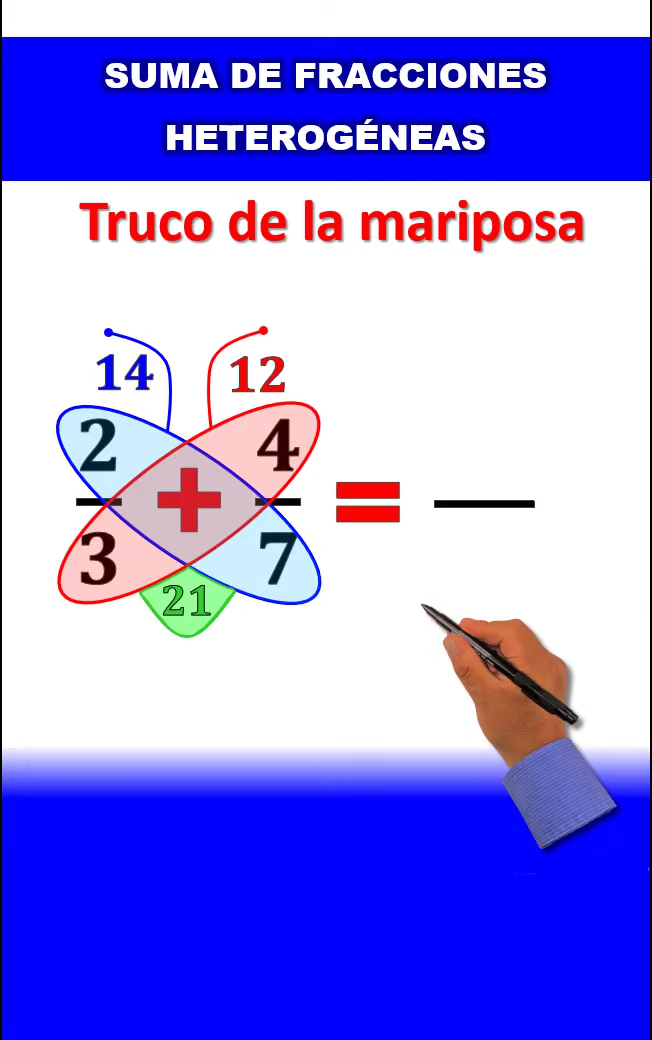 SUMA DE FRACCIONES
HETEROGÉNEAS
Truco de la mariposa
14 12
2 + 4 =
3 7
21